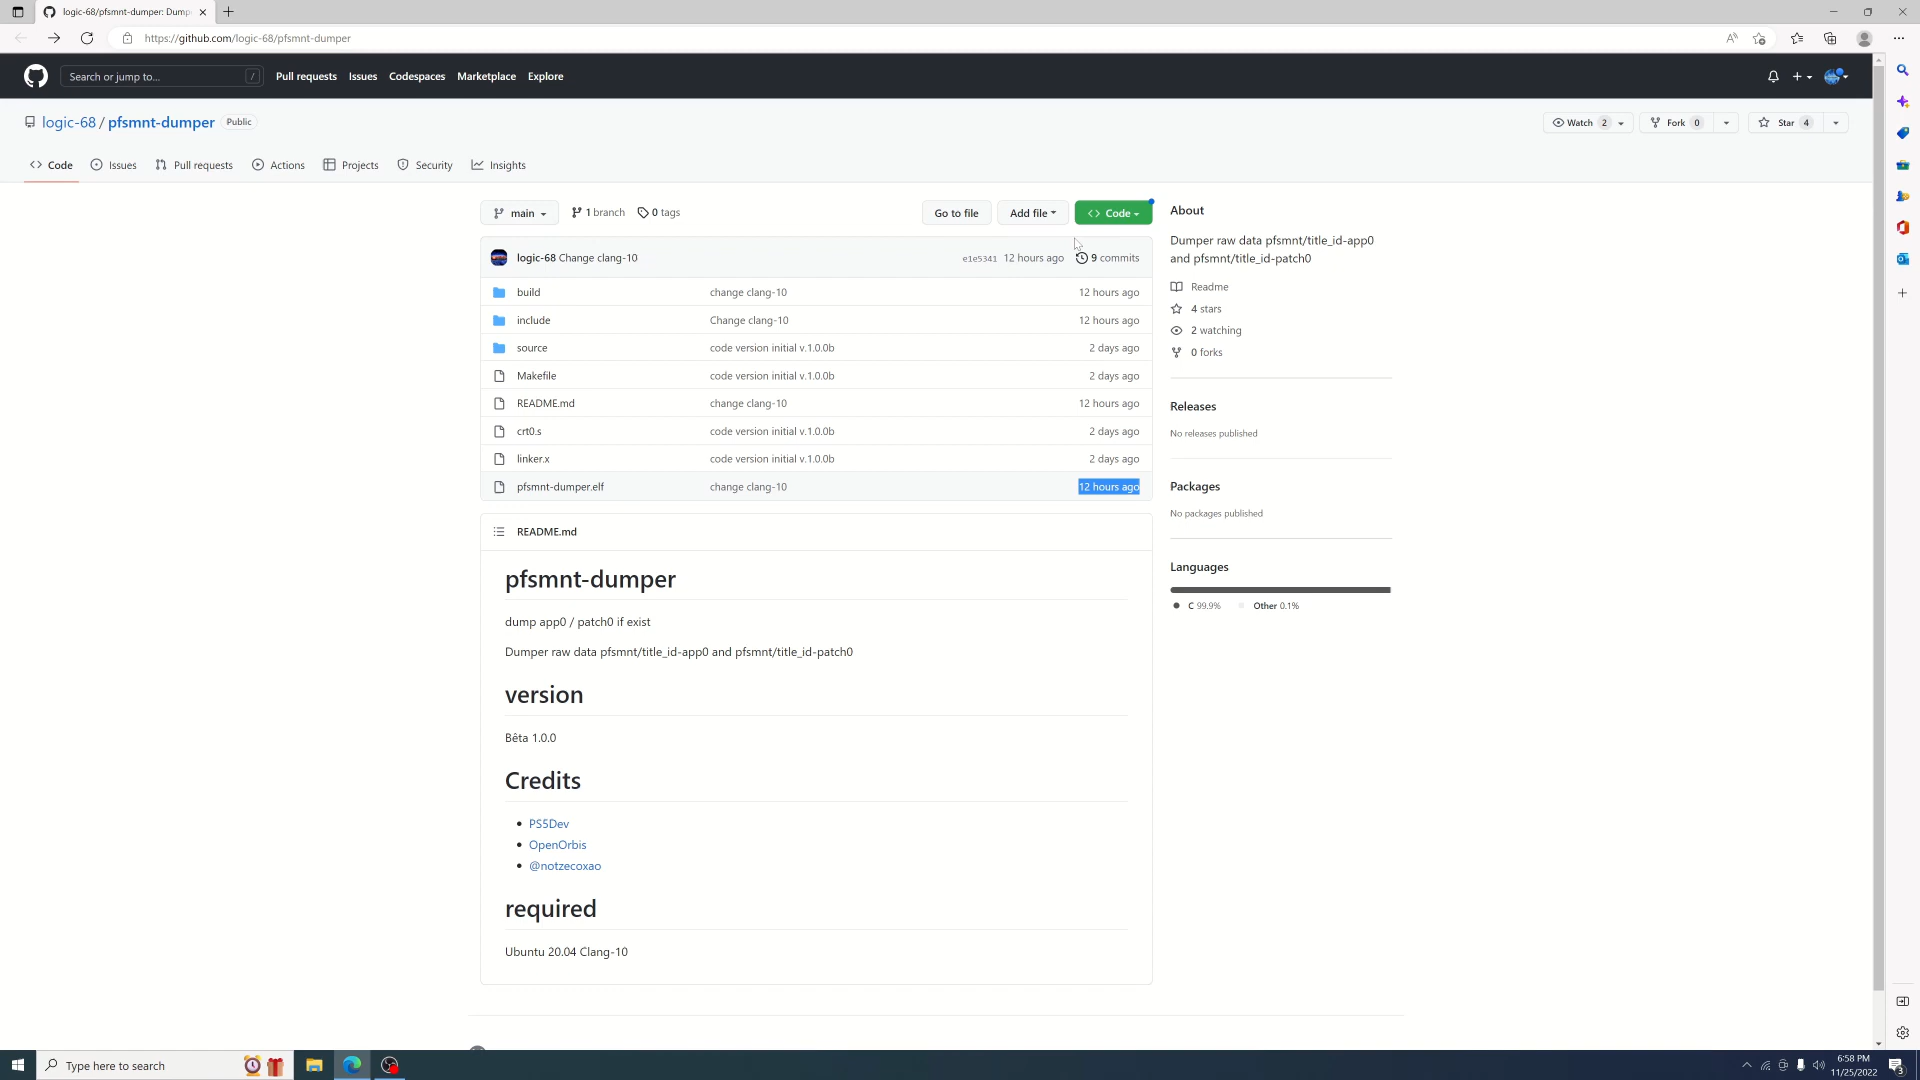 logic-68/pfsmnt-dumper: Dump
https://github.com/logic-68/pfsmnt-dumper
Search or jump to...
/
Pull requests
Issues
Codespaces
Marketplace
Explore
logic-68 / pfsmnt-dumper
Public
Watch 2
Fork 0
Star 4
Code
Issues
Pull requests
Actions
Projects
Security
Insights
main
1 branch
0 tags
Go to file
Add file
Code
logic-68 Change clang-10
e1e5341 12 hours ago
9 commits
build change clang-10 12 hours ago
include Change clang-10 12 hours ago
source code version initial v.1.0.0b 2 days ago
Makefile code version initial v.1.0.0b 2 days ago
README.md change clang-10 12 hours ago
crt0.s code version initial v.1.0.0b 2 days ago
linker.x code version initial v.1.0.0b 2 days ago
pfsmnt-dumper.elf change clang-10 12 hours ago
README.md
pfsmnt-dumper
dump app0 / patch0 if exist
Dumper raw data pfsmnt/title_id-app0 and pfsmnt/title_id-patch0
version
Bêta 1.0.0
Credits
PS5Dev
OpenOrbis
@notzecoxao
required
Ubuntu 20.04 Clang-10
About
Dumper raw data pfsmnt/title_id-app0
and pfsmnt/title_id-patch0
Readme
4 stars
2 watching
0 forks
Releases
No releases published
Packages
No packages published
Languages
C 99.9%
Other 0.1%
Type here to search
6:58 PM
11/25/2022
3